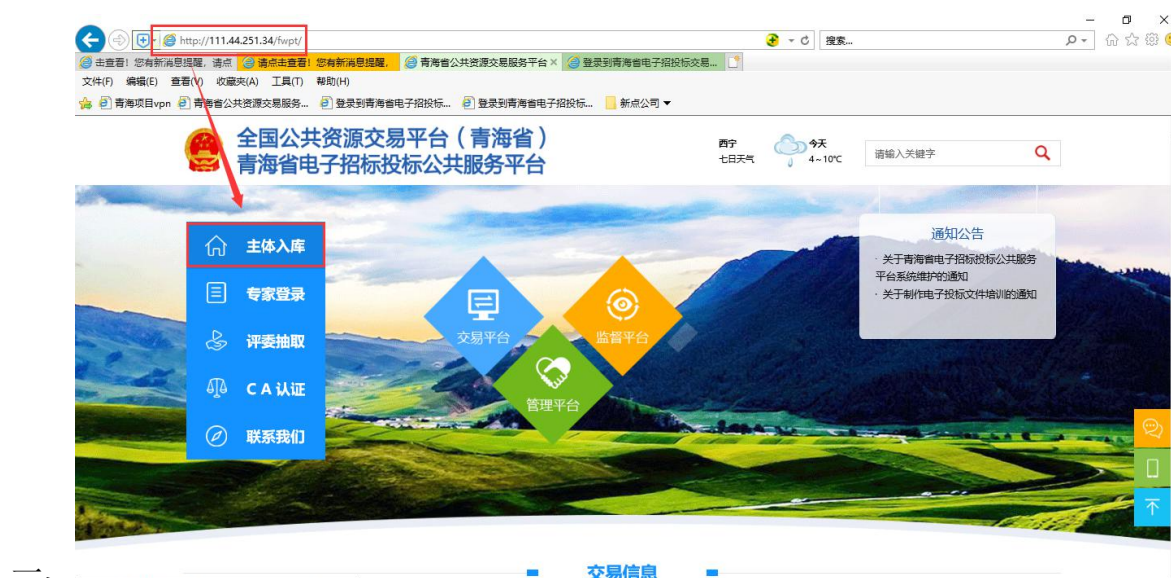 http://111.44.251.34/fwpt/
搜索...
击查看！您有新消息提醒，请点
请点击查看！您有新消息提醒，
青海省公共资源交易服务平台
登录到青海省电子招投标交易...
文件(F) 编辑(E) 查看(V) 收藏夹(A) 工具(T) 帮助(H)
青海项目vpn
青海省公共资源交易服务...
登录到青海省电子招投标...
登录到青海省电子招投标...
新点公司
全国公共资源交易平台（青海省）
青海省电子招标投标公共服务平台
西宁
七日天气
今天
4~10℃
请输入关键字
主体入库
专家登录
评委抽取
CA认证
联系我们
交易平台
监督平台
管理平台
通知公告
· 关于青海省电子招标投标公共服务
平台系统维护的通知
· 关于制作电子投标文件培训的通知
交易信息